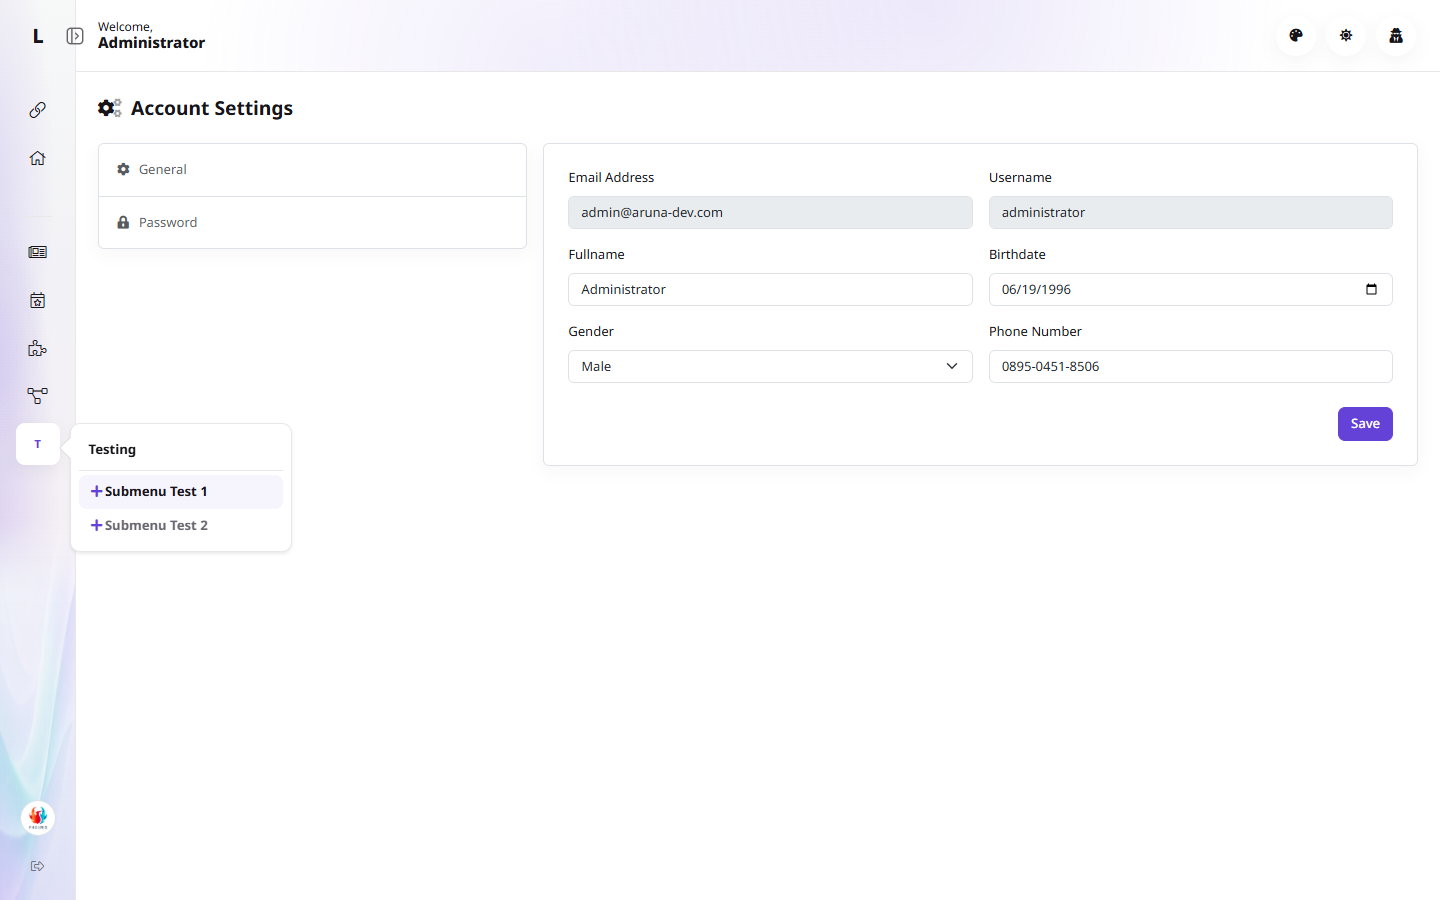 L
Welcome,
Administrator
Account Settings
General
Password
Email Address
admin@aruna-dev.com
Username
administrator
Fullname
Administrator
Birthdate
06/19/1996
Gender
Male
Phone Number
0895-0451-8506
Save
T
Testing
Submenu Test 1
Submenu Test 2